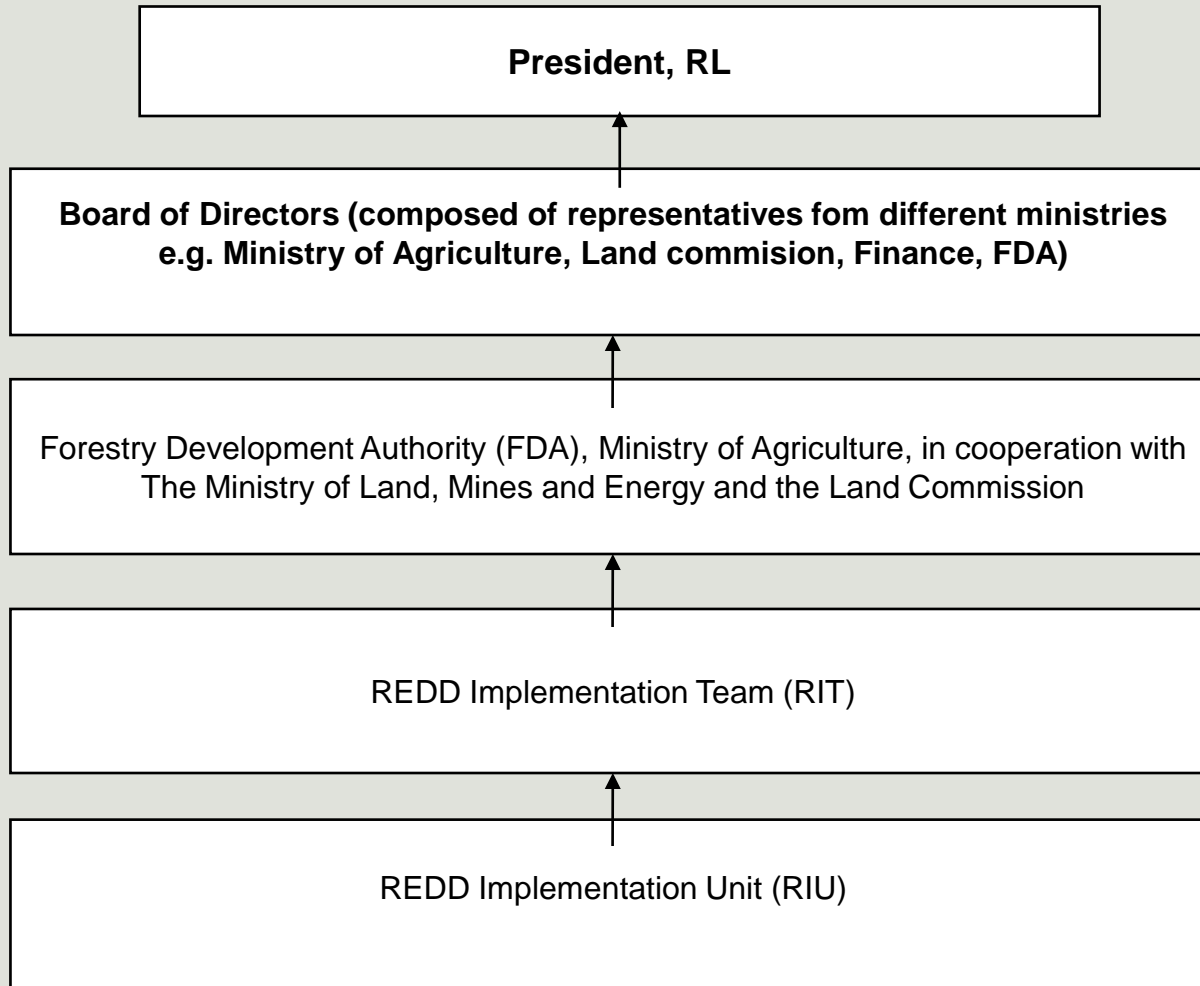 President, RL
Board of Directors (composed of representatives fom different ministries
e.g. Ministry of Agriculture, Land commision, Finance, FDA)
Forestry Development Authority (FDA), Ministry of Agriculture, in cooperation with
The Ministry of Land, Mines and Energy and the Land Commission
REDD Implementation Team (RIT)
REDD Implementation Unit (RIU)